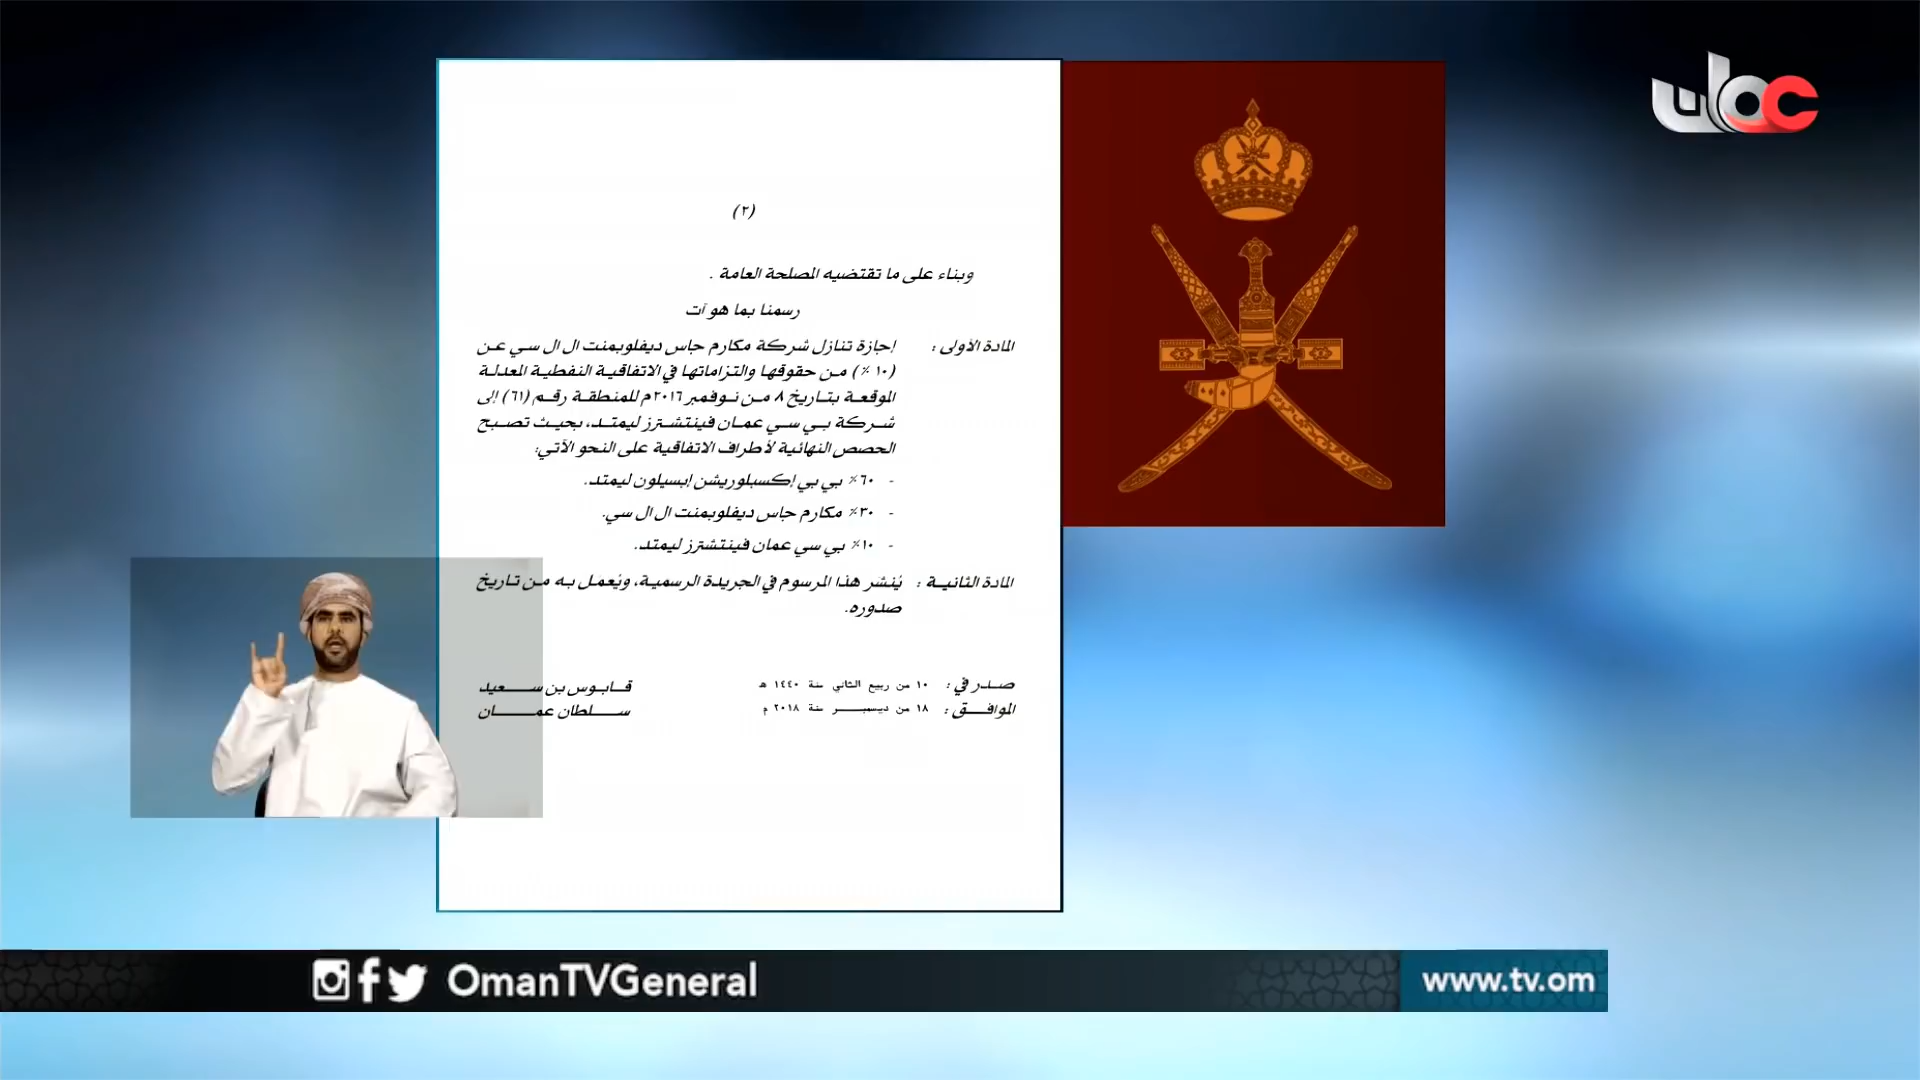 عمان
(٢)
وبناء على ما تقتضيه المصلحة العامة .
رسمنا بما هو آت
المادة الأولى : إجازة تنازل شركة مكارم جاس ديفلوبمنت ال ال سي عن
(١٠ ٪) من حقوقها والتزاماتها في الاتفاقية النفطية المعدلة
الموقعة بتاريخ ٨ من نوفمبر ٢٠١٦م للمنطقة رقم (٦١) إلى
شركة بي سي عمان فينتشرز ليمتد، بحيث تصبح
الحصص النهائية لأطراف الاتفاقية على النحو الآتي:
- ٦٠٪ بي بي إكسبلوريشن إبسيلون ليمتد.
- ٣٠٪ مكارم جاس ديفلوبمنت ال ال سي.
- ١٠٪ بي سي عمان فينتشرز ليمتد.
المادة الثانية : يُنشر هذا المرسوم في الجريدة الرسمية، ويُعمل به من تاريخ
صدوره.
صدر في : ١٠ من ربيع الثاني سنة ١٤٤٠ هـ
الموافق : ١٨ من ديسمبر سنة ٢٠١٨ م
قابوس بن سعيد
سلطان عمان
OmanTVGeneral
www.tv.om